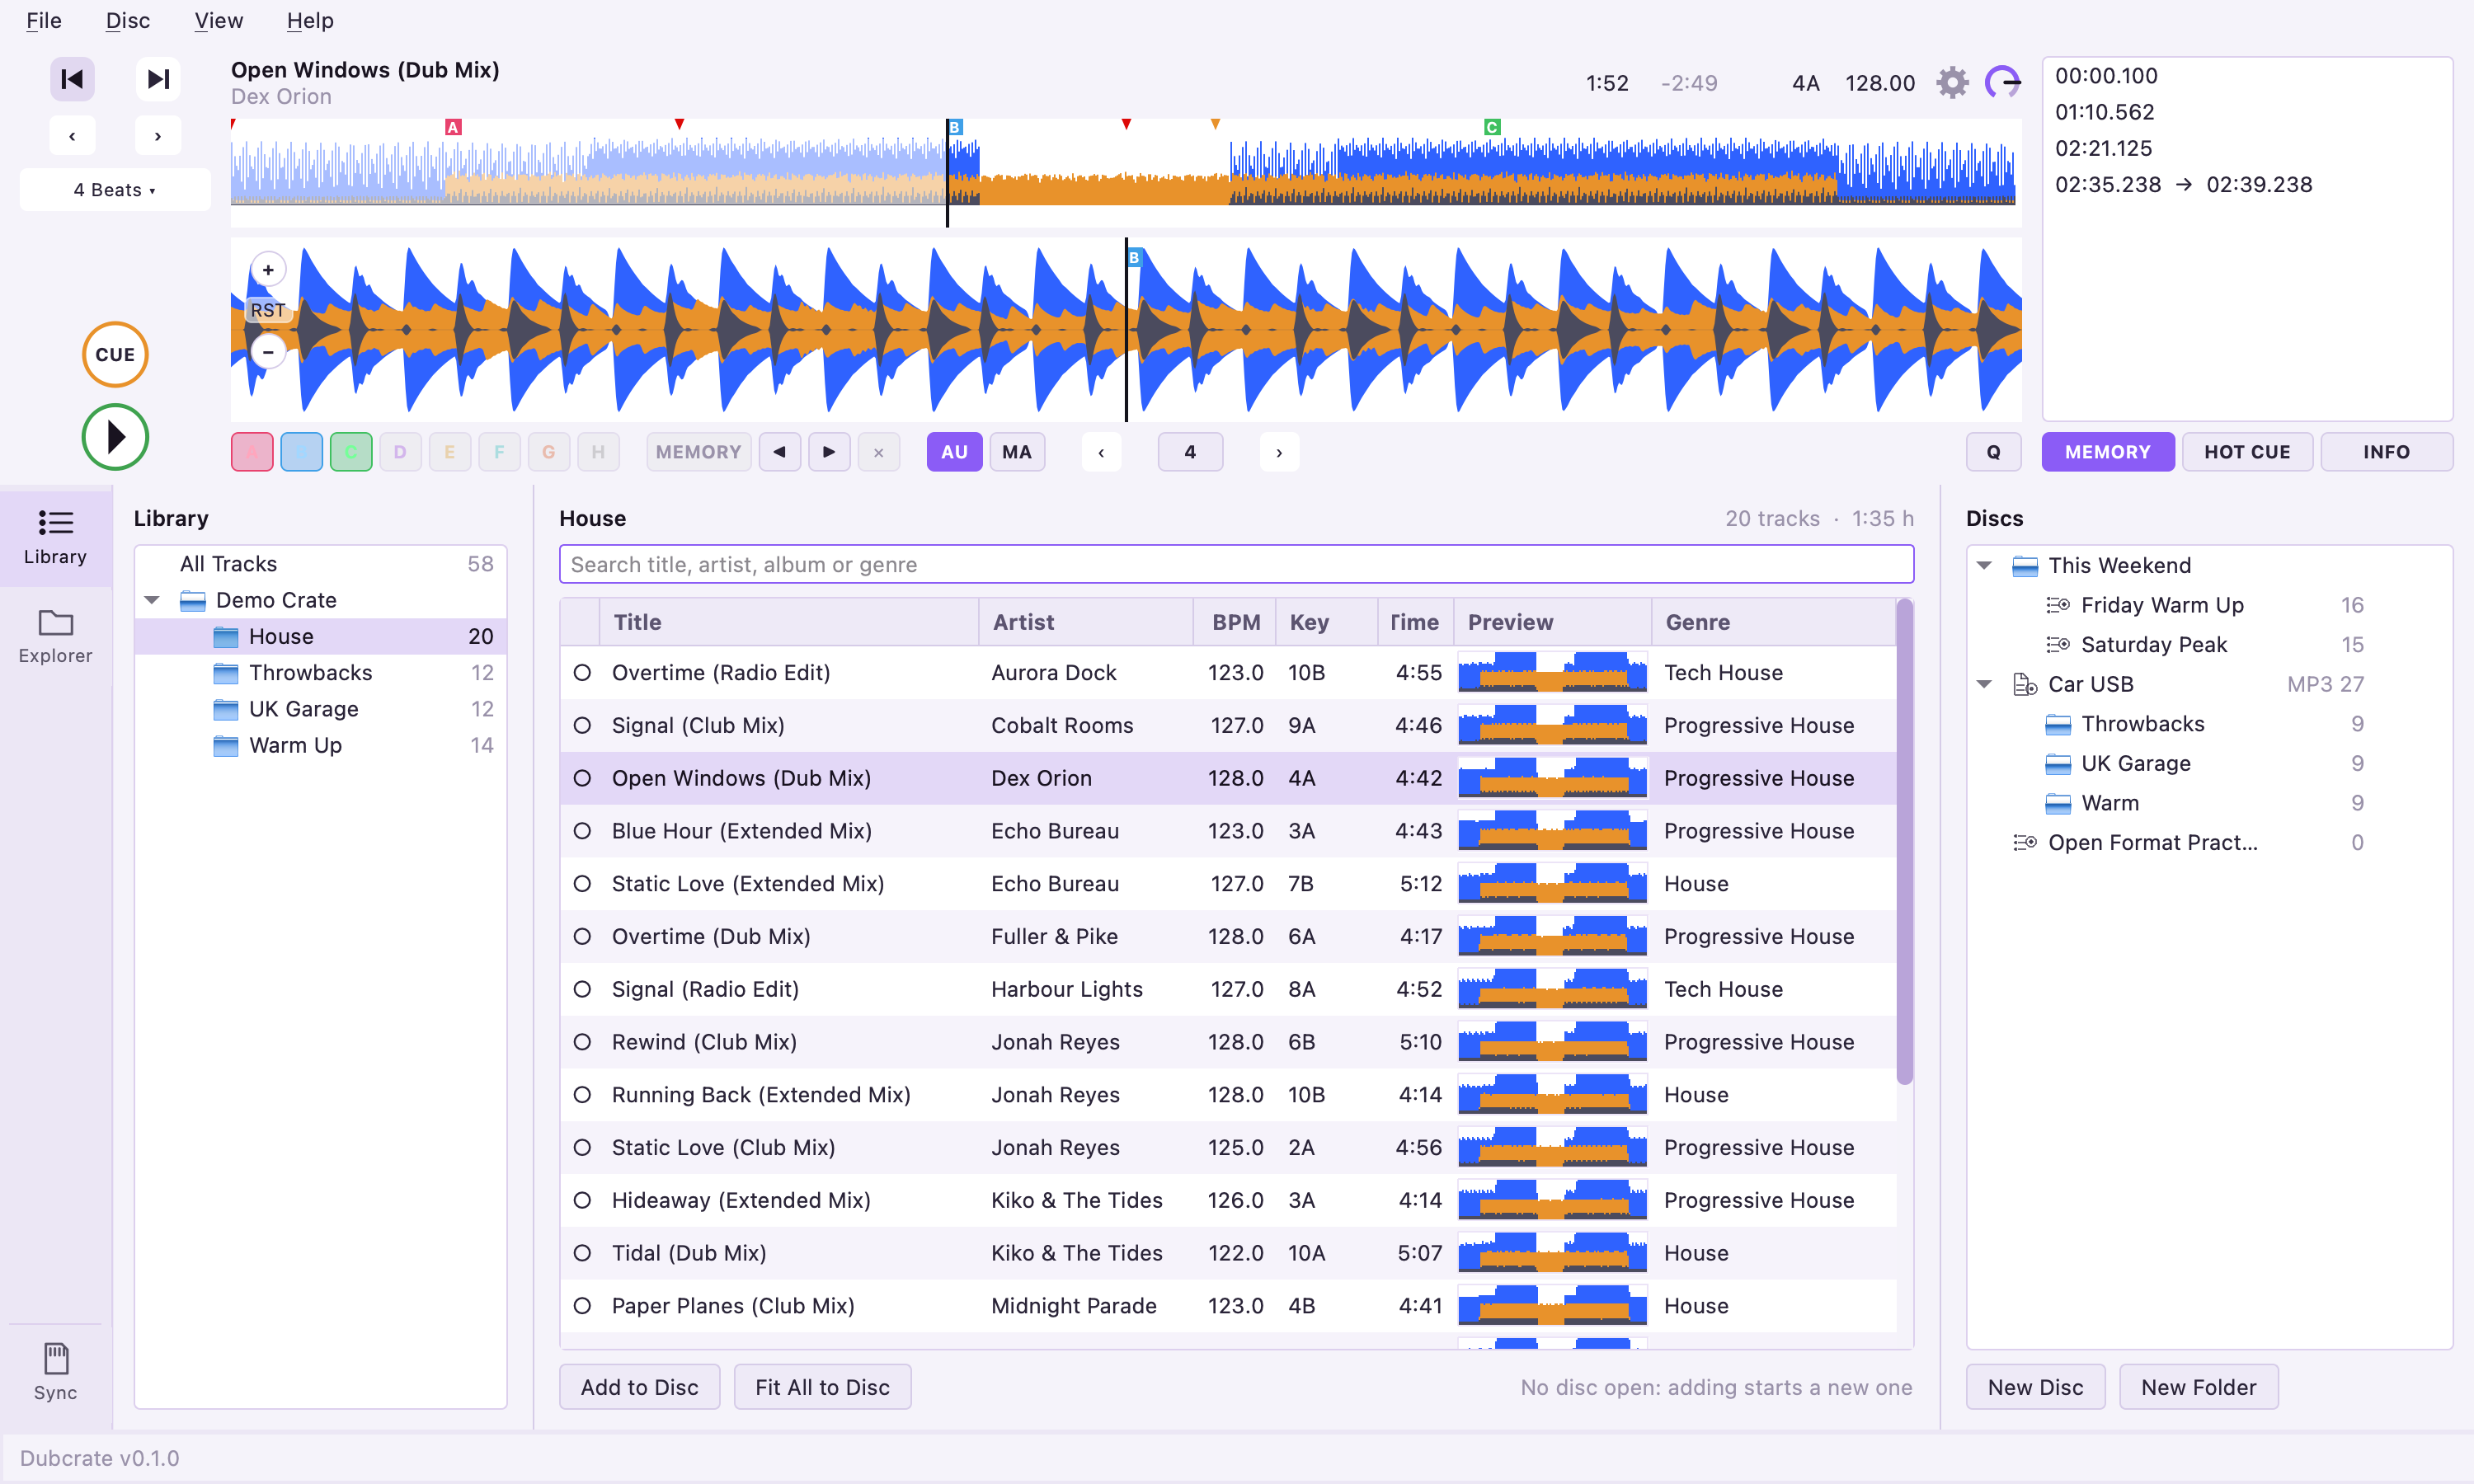 File Disc View Help
Open Windows (Dub Mix)
Dex Orion
1:52 -2:49 4A 128.00
00:00.100
01:10.562
02:21.125
02:35.238 → 02:39.238
‹ ›
4 Beats ▾
A B C
B
+
RST
−
CUE
A B C D E F G H MEMORY ◀ ▶ × AU MA ‹ 4 › Q MEMORY HOT CUE INFO
Library
Explorer
Sync
Library
All Tracks 58
Demo Crate
House 20
Throwbacks 12
UK Garage 12
Warm Up 14
House 20 tracks · 1:35 h
Search title, artist, album or genre
Title Artist BPM Key Time Preview Genre
Overtime (Radio Edit) Aurora Dock 123.0 10B 4:55 Tech House
Signal (Club Mix) Cobalt Rooms 127.0 9A 4:46 Progressive House
Open Windows (Dub Mix) Dex Orion 128.0 4A 4:42 Progressive House
Blue Hour (Extended Mix) Echo Bureau 123.0 3A 4:43 Progressive House
Static Love (Extended Mix) Echo Bureau 127.0 7B 5:12 House
Overtime (Dub Mix) Fuller & Pike 128.0 6A 4:17 Progressive House
Signal (Radio Edit) Harbour Lights 127.0 8A 4:52 Tech House
Rewind (Club Mix) Jonah Reyes 128.0 6B 5:10 Progressive House
Running Back (Extended Mix) Jonah Reyes 128.0 10B 4:14 House
Static Love (Club Mix) Jonah Reyes 125.0 2A 4:56 Progressive House
Hideaway (Extended Mix) Kiko & The Tides 126.0 3A 4:14 Progressive House
Tidal (Dub Mix) Kiko & The Tides 122.0 10A 5:07 House
Paper Planes (Club Mix) Midnight Parade 123.0 4B 4:41 House
Add to Disc Fit All to Disc No disc open: adding starts a new one
Discs
This Weekend
Friday Warm Up 16
Saturday Peak 15
Car USB MP3 27
Throwbacks 9
UK Garage 9
Warm 9
Open Format Pract... 0
New Disc New Folder
Dubcrate v0.1.0